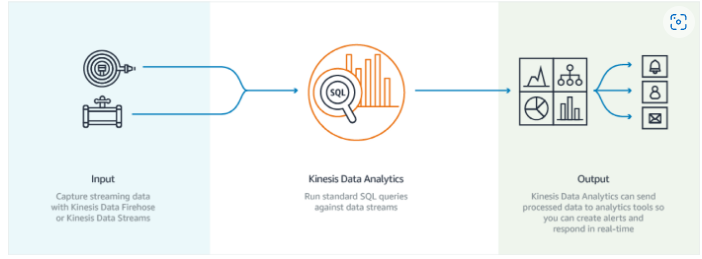 SQL
Input
Capture streaming data
with Kinesis Data Firehose
or Kinesis Data Streams
Kinesis Data Analytics
Run standard SQL queries
against data streams
Output
Kinesis Data Analytics can send
processed data to analytics tools so
you can create alerts and
respond in real-time